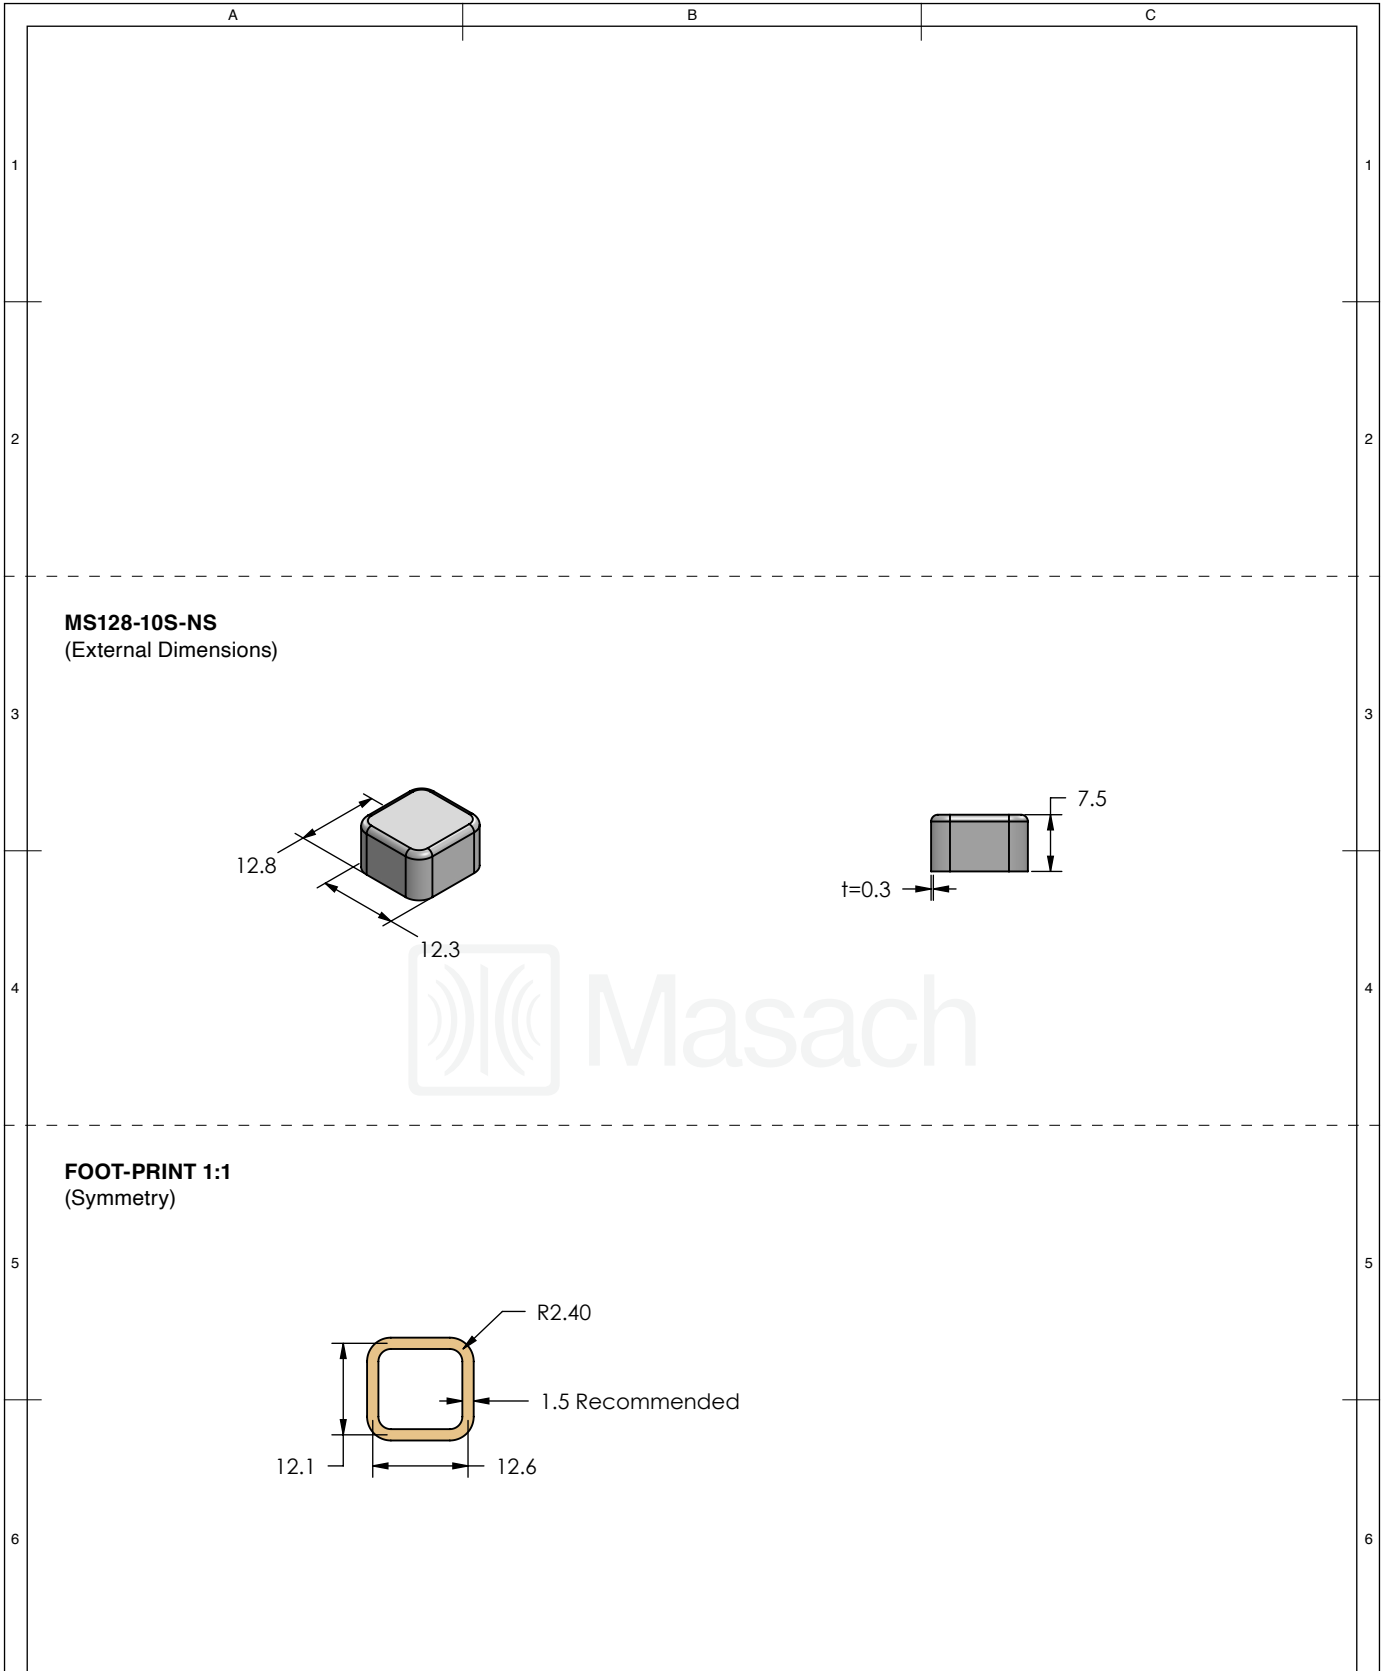 A B C
1 1
2 2
MS128-10S-NS
(External Dimensions)
3 3
7.5
12.8
t=0.3
12.3
4 4
Masach
FOOT-PRINT 1:1
(Symmetry)
5 5
R2.40
1.5 Recommended
12.1 12.6
6 6